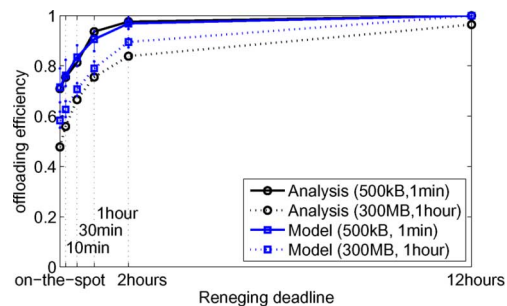 1
0.8
0.6
0.4
0.2
0
offloading efficiency
1hour
30min
10min
Analysis (500kB,1min)
Analysis (300MB,1hour)
Model (500kB, 1min)
Model (300MB, 1hour)
on-the-spot 2hours 12hours
Reneging deadline